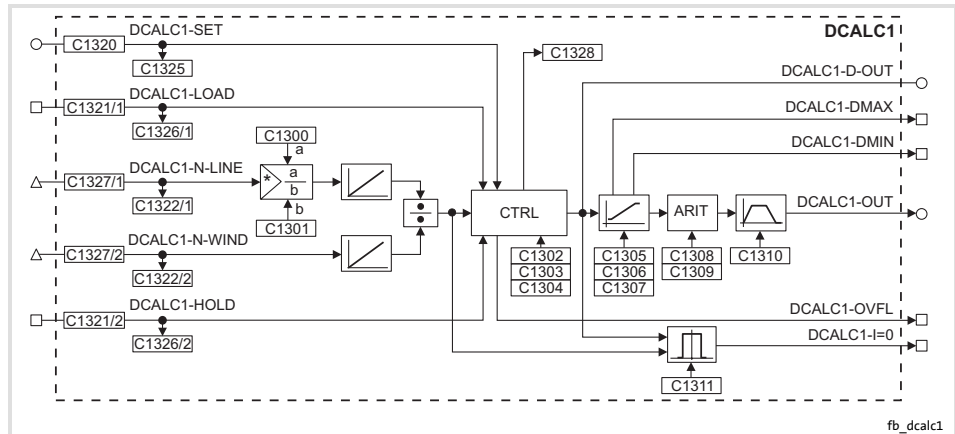 DCALC1
C1320
DCALC1-SET
C1325
C1328
DCALC1-D-OUT
C1321/1
DCALC1-LOAD
C1326/1
DCALC1-DMAX
C1300
a
DCALC1-DMIN
C1327/1
DCALC1-N-LINE
C1322/1
*
a
b
b
C1301
CTRL
ARIT
DCALC1-OUT
C1327/2
DCALC1-N-WIND
C1322/2
C1302
C1303
C1304
C1305
C1306
C1307
C1308
C1309
C1310
C1321/2
DCALC1-HOLD
C1326/2
DCALC1-OVFL
DCALC1-I=0
C1311
fb_dcalc1